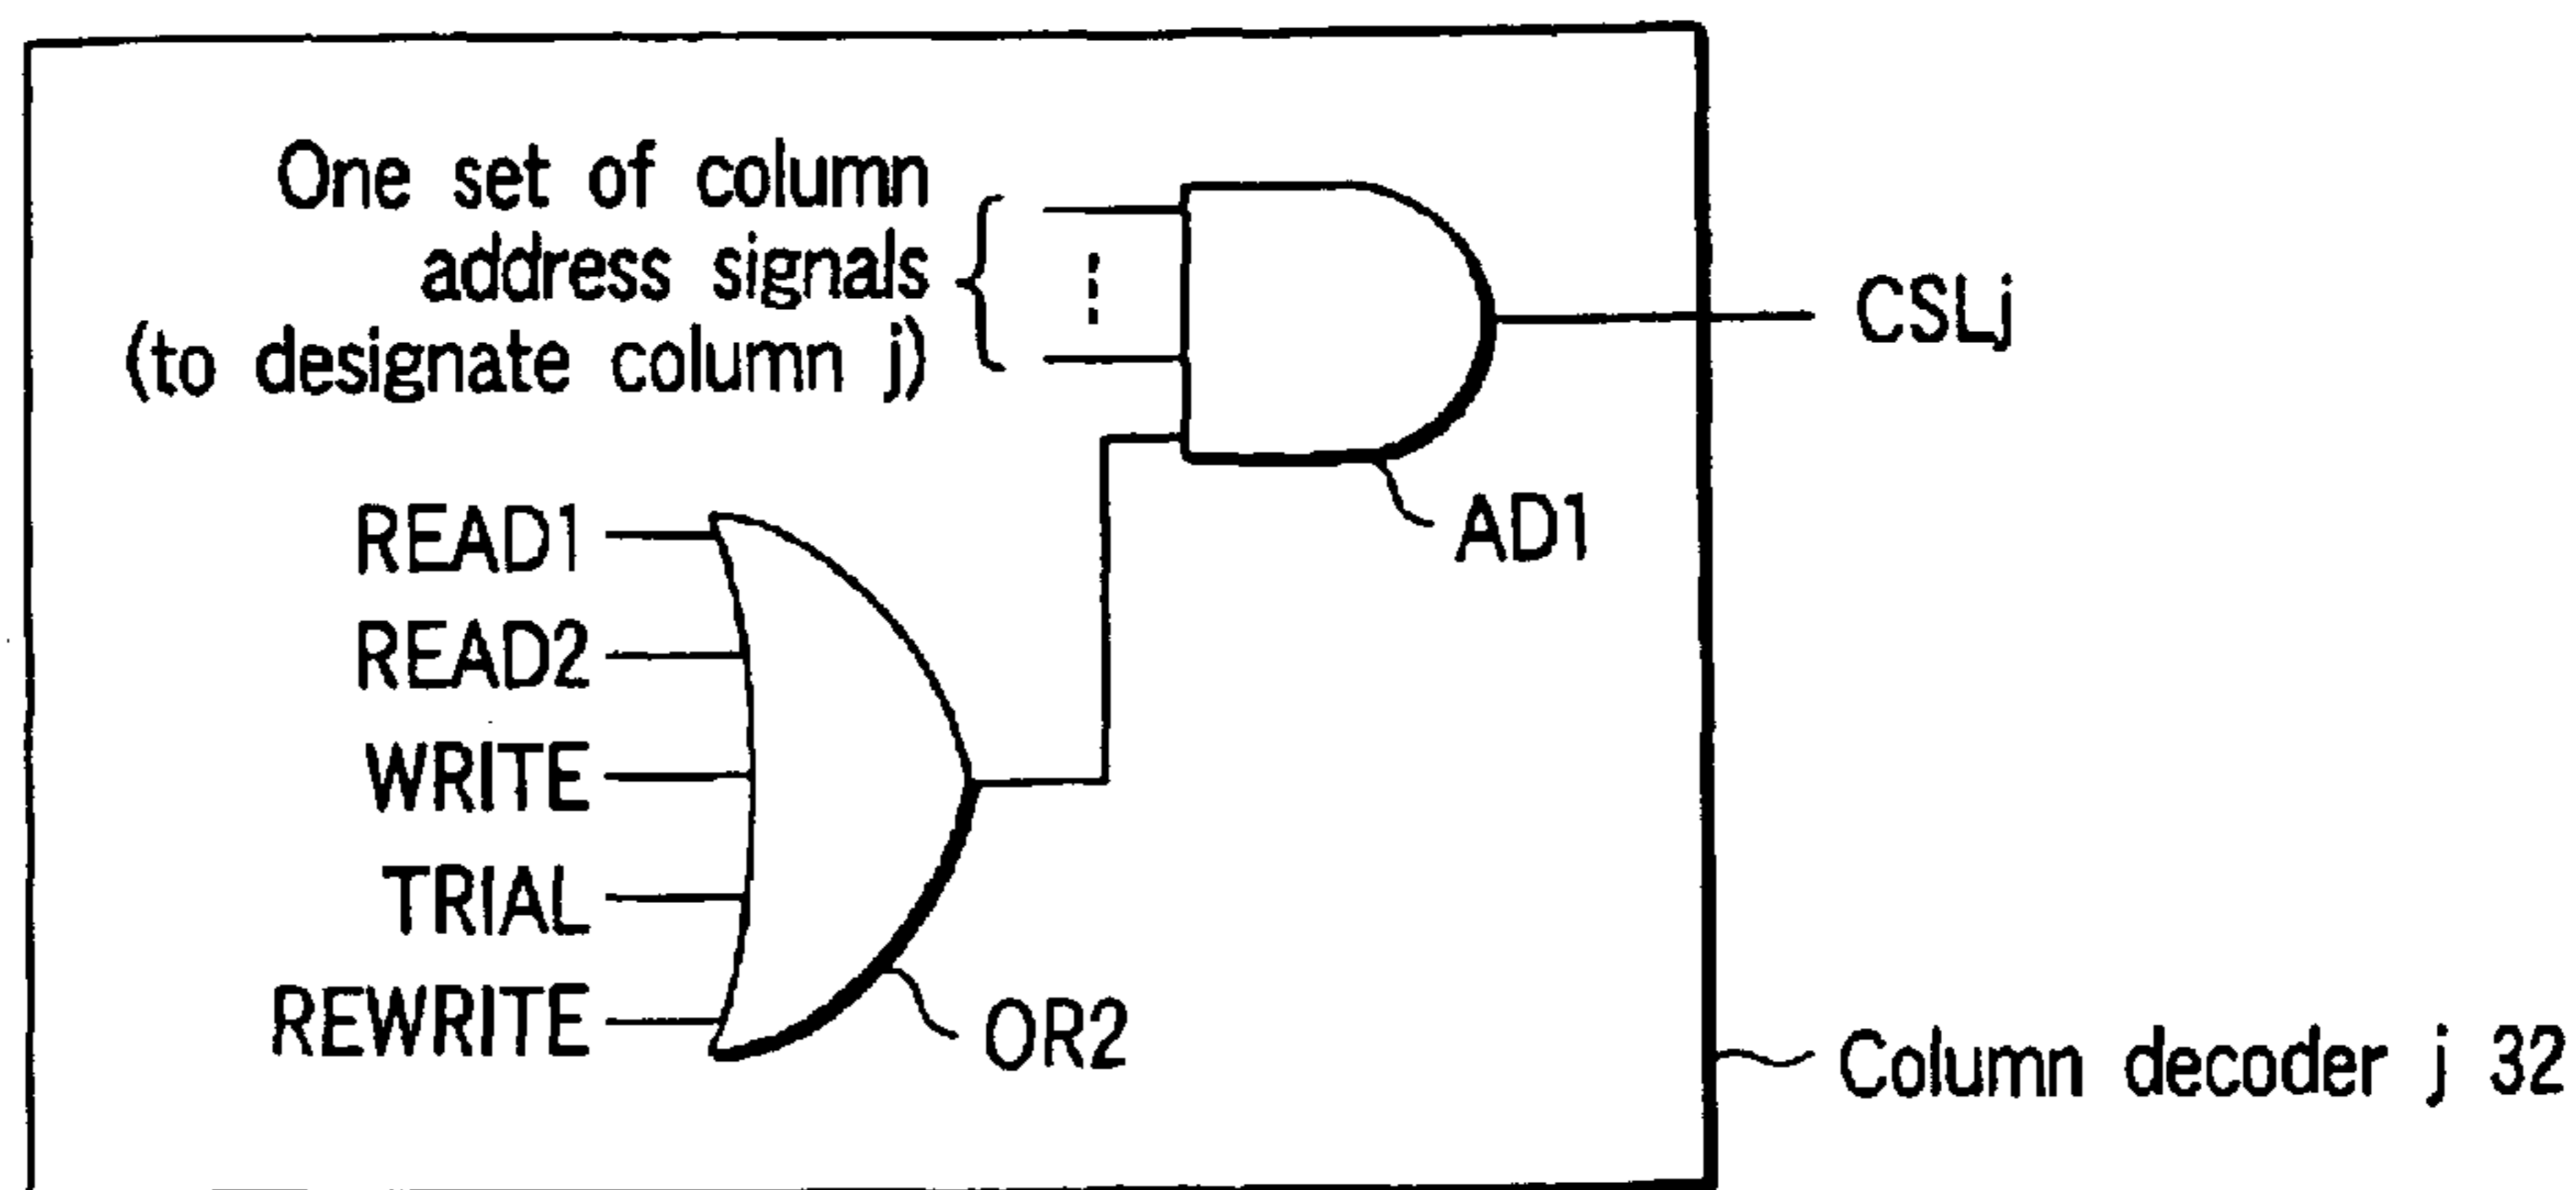 One set of column
address signals
(to designate column j)
CSLj
AD1
READ1
READ2
WRITE
TRIAL
REWRITE
OR2
Column decoder j 32